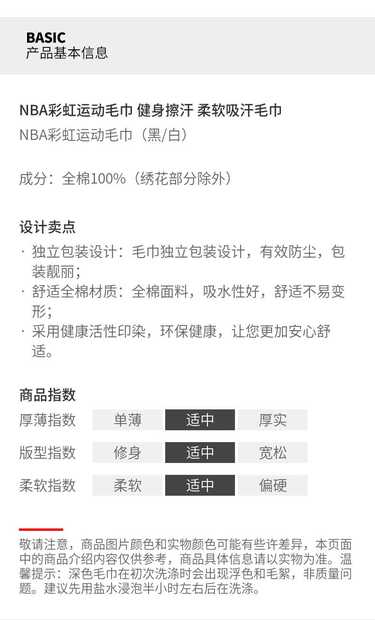 BASIC
产品基本信息
NBA彩虹运动毛巾 健身擦汗 柔软吸汗毛巾
NBA彩虹运动毛巾（黑/白）
成分：全棉100%（绣花部分除外）
设计卖点
· 独立包装设计：毛巾独立包装设计，有效防尘，包
装靓丽；
· 舒适全棉材质：全棉面料，吸水性好，舒适不易变
形；
· 采用健康活性印染，环保健康，让您更加安心舒
适。
商品指数
厚薄指数 单薄 适中 厚实
版型指数 修身 适中 宽松
柔软指数 柔软 适中 偏硬
敬请注意，商品图片颜色和实物颜色可能有些许差异，本页面
中的商品介绍内容仅供参考，商品具体信息请以实物为准。温
馨提示：深色毛巾在初次洗涤时会出现浮色和毛絮，非质量问
题。建议先用盐水浸泡半小时左右后在洗涤。